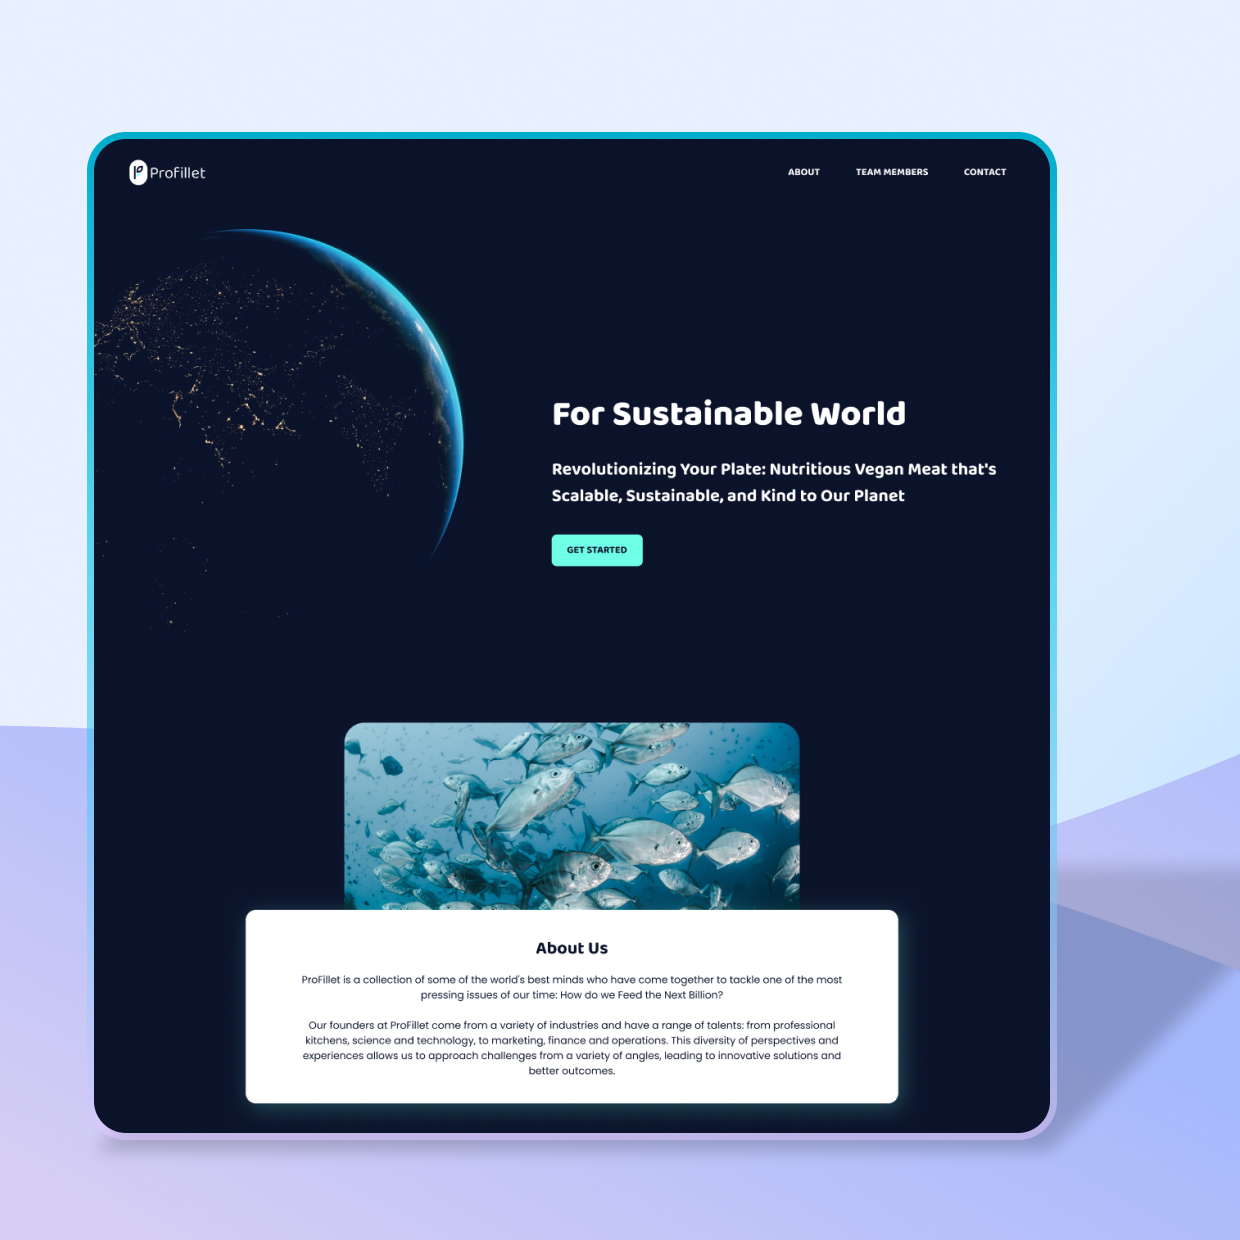 Profillet
ABOUT TEAM MEMBERS CONTACT
For Sustainable World
Revolutionizing Your Plate: Nutritious Vegan Meat that's
Scalable, Sustainable, and Kind to Our Planet
GET STARTED
About Us
ProFillet is a collection of some of the world's best minds who have come together to tackle one of the most
pressing issues of our time: How do we Feed the Next Billion?
Our founders at ProFillet come from a variety of industries and have a range of talents: from professional
kitchens, science and technology, to marketing, finance and operations. This diversity of perspectives and
experiences allows us to approach challenges from a variety of angles, leading to innovative solutions and
better outcomes.